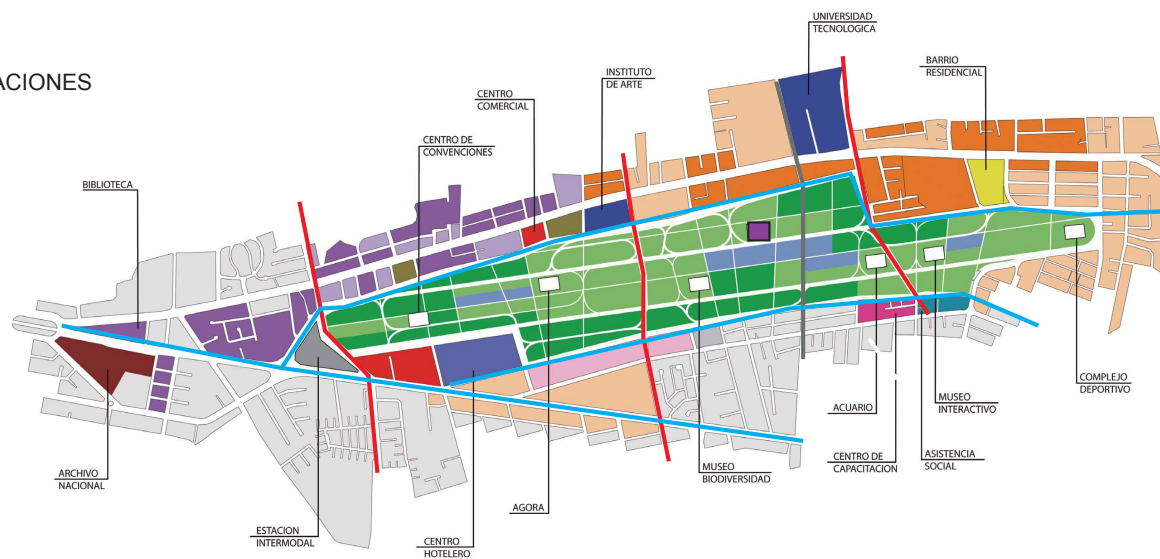 ACIONES
UNIVERSIDAD
TECNOLOGICA
BARRIO
RESIDENCIAL
INSTITUTO
DE ARTE
CENTRO
COMERCIAL
CENTRO DE
CONVENCIONES
BIBLIOTECA
COMPLEJO
DEPORTIVO
MUSEO
INTERACTIVO
ACUARIO
ASISTENCIA
SOCIAL
CENTRO DE
CAPACITACION
MUSEO
BIODIVERSIDAD
ARCHIVO
NACIONAL
AGORA
ESTACION
INTERMODAL
CENTRO
HOTELERO